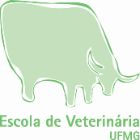 Escola de Veterinária
UFMG